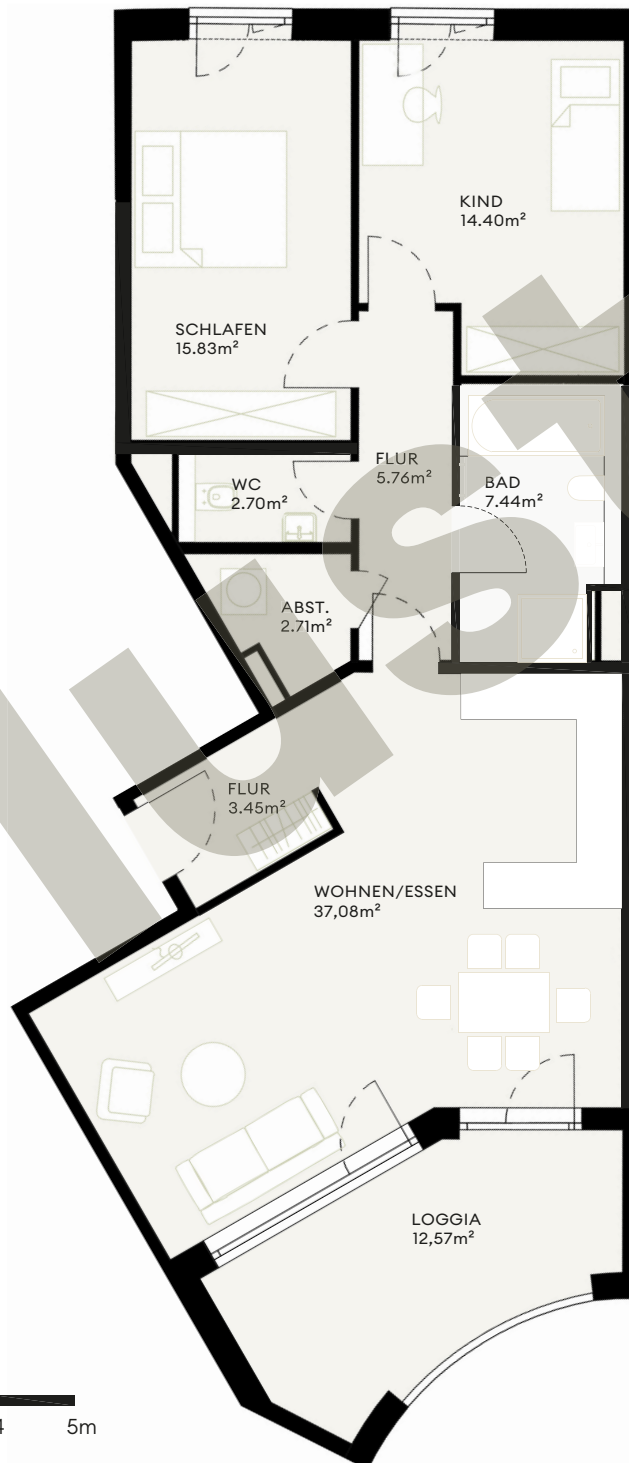 KIND
14.40m²
SCHLAFEN
15.83m²
FLUR
5.76m²
WC
2.70m²
BAD
7.44m²
ABST.
2.71m²
FLUR
3.45m²
WOHNEN/ESSEN
37,08m²
LOGGIA
12,57m²
4 5m